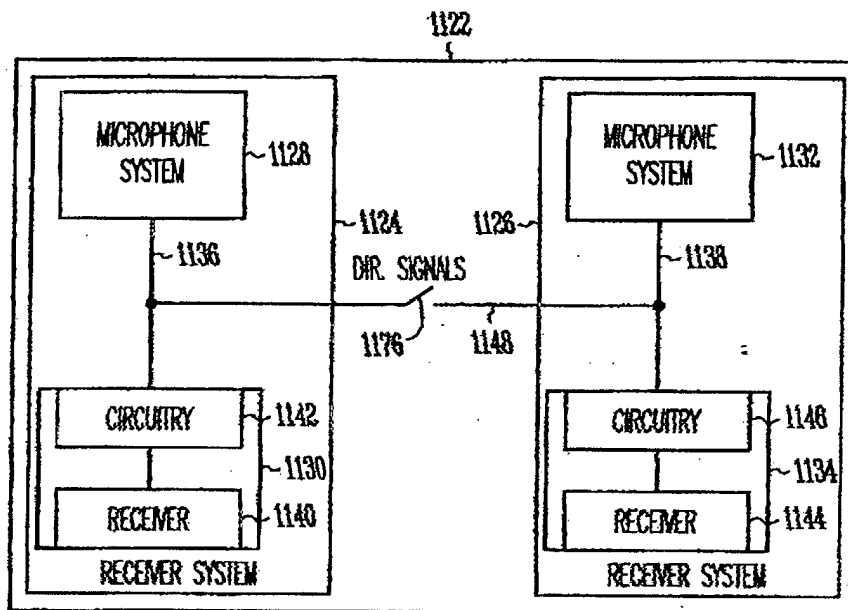 1122
MICROPHONE
SYSTEM
1128
MICROPHONE
SYSTEM
1132
1124
1126
1136
1138
DIR. SIGNALS
1176
1148
CIRCUITRY
1142
CIRCUITRY
1146
1130
1134
RECEIVER
1140
RECEIVER
1144
RECEIVER SYSTEM
RECEIVER SYSTEM